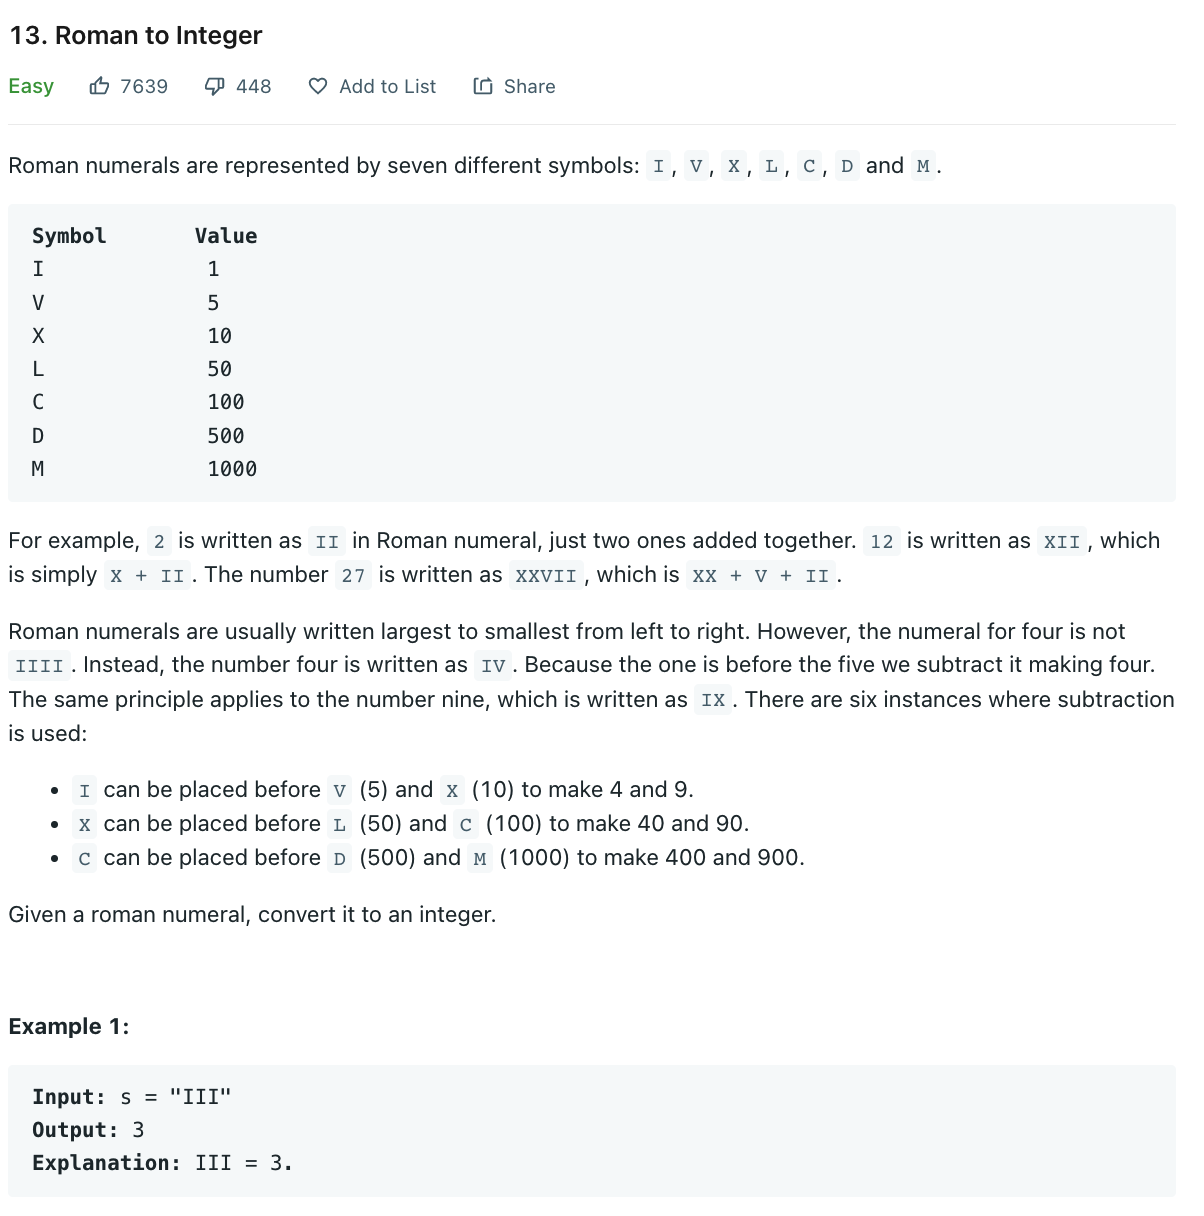 13. Roman to Integer
Easy 7639 448 Add to List Share
Roman numerals are represented by seven different symbols: I, V, X, L, C, D and M.
Symbol Value
I 1
V 5
X 10
L 50
C 100
D 500
M 1000
For example, 2 is written as II in Roman numeral, just two ones added together. 12 is written as XII, which
is simply X + II. The number 27 is written as XXVII, which is XX + V + II.
Roman numerals are usually written largest to smallest from left to right. However, the numeral for four is not
IIII. Instead, the number four is written as IV. Because the one is before the five we subtract it making four.
The same principle applies to the number nine, which is written as IX. There are six instances where subtraction
is used:
• I can be placed before V (5) and X (10) to make 4 and 9.
• X can be placed before L (50) and C (100) to make 40 and 90.
• C can be placed before D (500) and M (1000) to make 400 and 900.
Given a roman numeral, convert it to an integer.
Example 1:
Input: s = "III"
Output: 3
Explanation: III = 3.